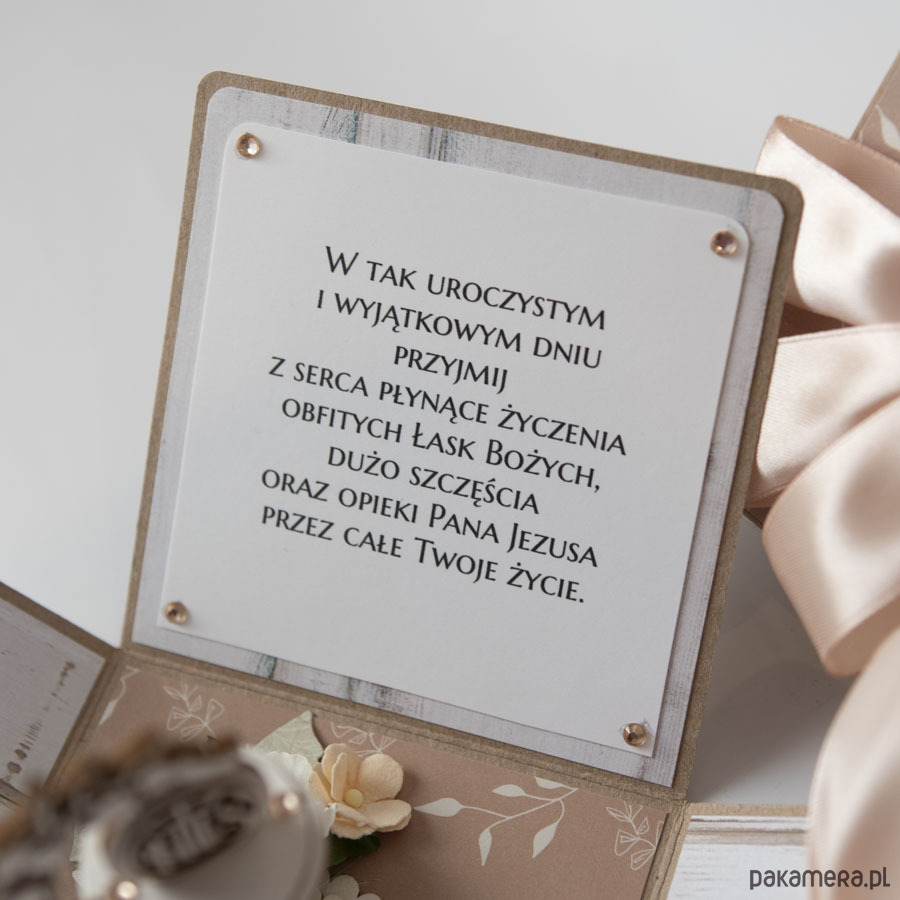 W tak uroczystym
i wyjątkowym dniu
przyjmij
z serca płynące życzenia
obfitych Łask Bożych,
dużo szczęścia
oraz opieki Pana Jezusa
przez całe Twoje życie.
pakamera.pl